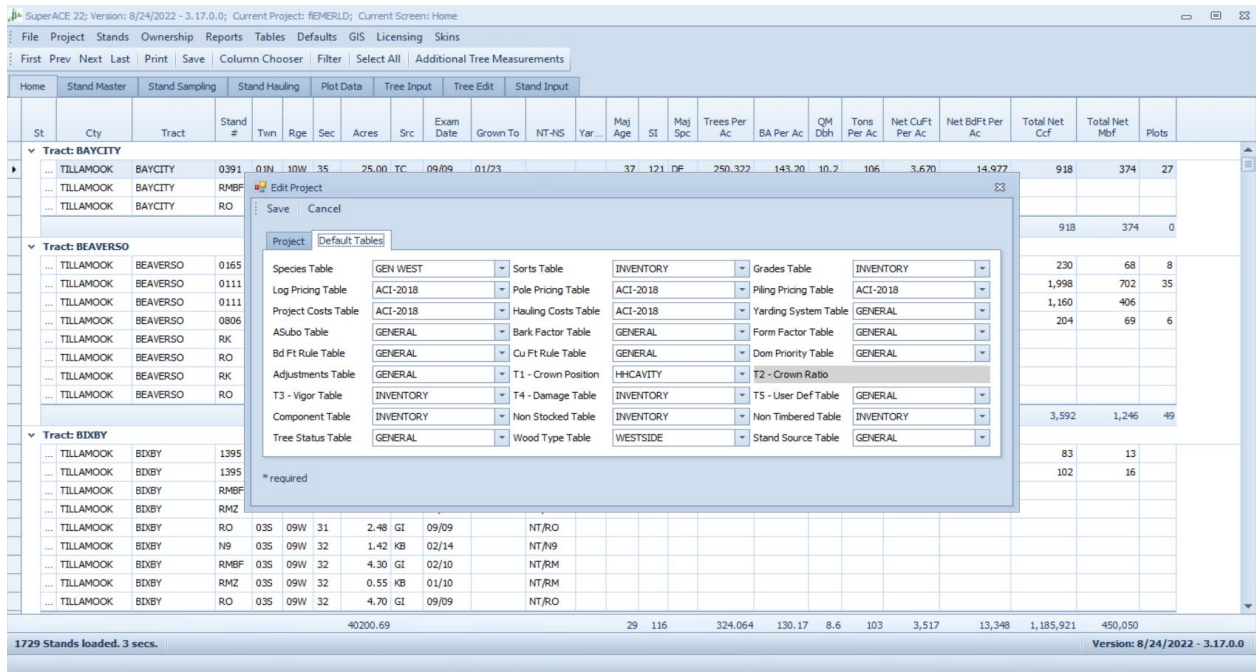 SuperACE 22; Version: 8/24/2022 - 3.17.0.0; Current Project: fiEMERLD; Current Screen: Home
File Project Stands Ownership Reports Tables Defaults GIS Licensing Skins
First Prev Next Last Print Save Column Chooser Filter Select All Additional Tree Measurements
Home Stand Master Stand Sampling Stand Hauling Plot Data Tree Input Tree Edit Stand Input
St Cty Tract Stand # Twn Rge Sec Acres Src Exam Date Grown To NT-NS Yar... Maj Age SI Maj Spc Trees Per Ac BA Per Ac QM Dbh Tons Per Ac Net CuFt Per Ac Net BdFt Per Ac Total Net Ccf Total Net Mbf Plots
Tract: BAYCITY
... TILLAMOOK BAYCITY 0391 01N 10W 35 25.00 TC 09/09 01/23 37 121 DF 250.322 143.20 10.2 106 3,670 14,977 918 374 27
... TILLAMOOK BAYCITY RMBF
... TILLAMOOK BAYCITY RO
918 374 0
Tract: BEAVERSO
... TILLAMOOK BEAVERSO 0165 230 68 8
... TILLAMOOK BEAVERSO 0111 1,998 702 35
... TILLAMOOK BEAVERSO 0111 1,160 406
... TILLAMOOK BEAVERSO 0806 204 69 6
... TILLAMOOK BEAVERSO RK
... TILLAMOOK BEAVERSO RO
... TILLAMOOK BEAVERSO RK
... TILLAMOOK BEAVERSO RO
3,592 1,246 49
Tract: BIXBY
... TILLAMOOK BIXBY 1395 83 13
... TILLAMOOK BIXBY 1395 102 16
... TILLAMOOK BIXBY RMBF
... TILLAMOOK BIXBY RMZ
... TILLAMOOK BIXBY RO 03S 09W 31 2.48 GI 09/09 NT/RO
... TILLAMOOK BIXBY N9 03S 09W 32 1.42 KB 02/14 NT/N9
... TILLAMOOK BIXBY RMBF 03S 09W 32 4.30 GI 02/10 NT/RM
... TILLAMOOK BIXBY RMZ 03S 09W 32 0.55 KB 01/10 NT/RM
... TILLAMOOK BIXBY RO 03S 09W 32 4.70 GI 09/09 NT/RO
40200.69 29 116 324.064 130.17 8.6 103 3,517 13,348 1,185,921 450,050
Edit Project
Save Cancel
Project Default Tables
Species Table GEN WEST Sorts Table INVENTORY Grades Table INVENTORY
Log Pricing Table ACI-2018 Pole Pricing Table ACI-2018 Piling Pricing Table ACI-2018
Project Costs Table ACI-2018 Hauling Costs Table ACI-2018 Yarding System Table GENERAL
ASubo Table GENERAL Bark Factor Table GENERAL Form Factor Table GENERAL
Bd Ft Rule Table GENERAL Cu Ft Rule Table GENERAL Dom Priority Table GENERAL
Adjustments Table GENERAL T1 - Crown Position HHCAVITY T2 - Crown Ratio
T3 - Vigor Table INVENTORY T4 - Damage Table INVENTORY T5 - User Def Table GENERAL
Component Table INVENTORY Non Stocked Table INVENTORY Non Timbered Table INVENTORY
Tree Status Table GENERAL Wood Type Table WESTSIDE Stand Source Table GENERAL
* required
1729 Stands loaded. 3 secs. Version: 8/24/2022 - 3.17.0.0